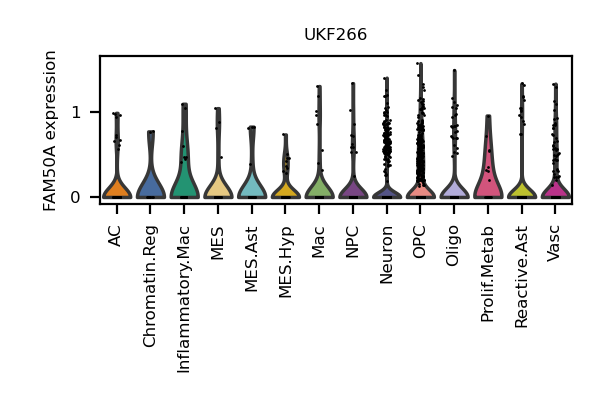 UKF266
FAM50A expression
1
0
AC
Chromatin.Reg
Inflammatory.Mac
MES
MES.Ast
MES.Hyp
Mac
NPC
Neuron
OPC
Oligo
Prolif.Metab
Reactive.Ast
Vasc